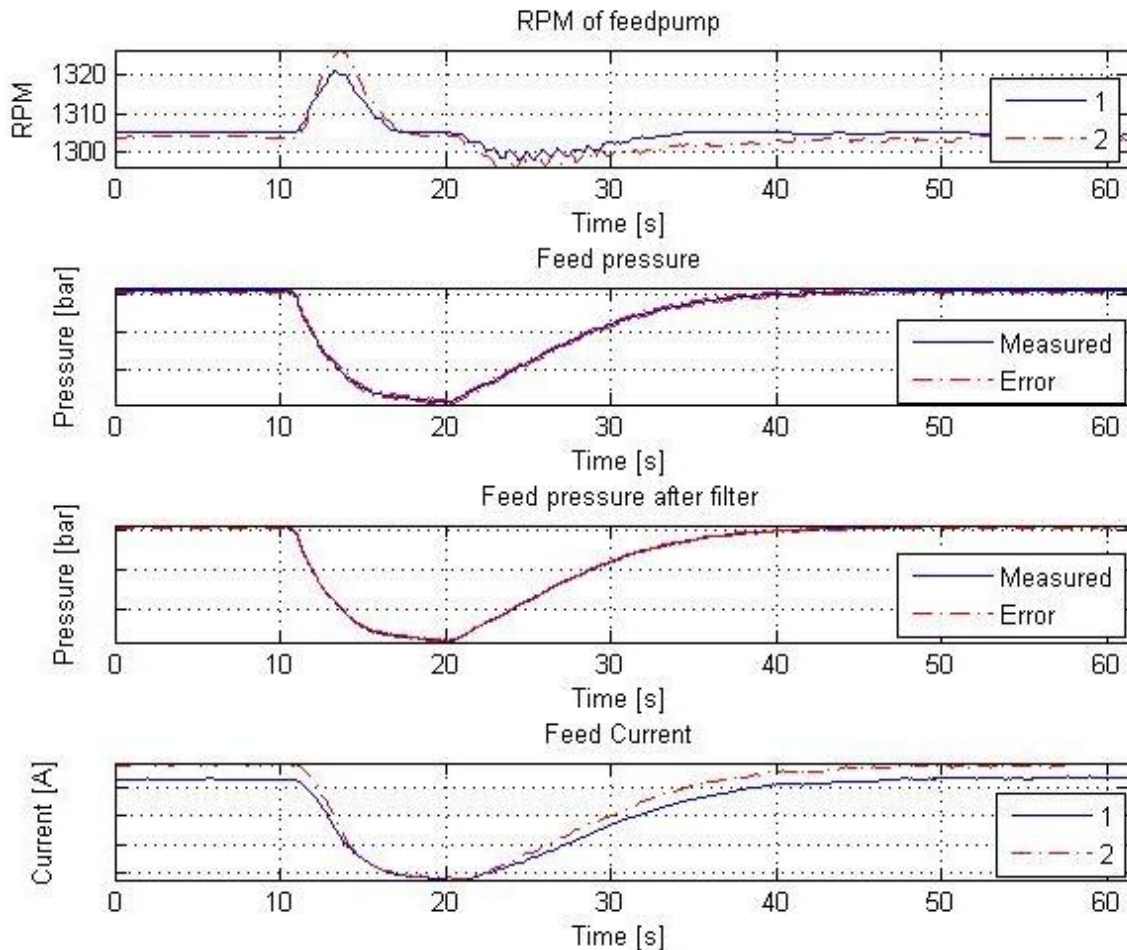 RPM of feedpump
RPM
1320
1310
1300
1
2
0 10 20 30 40 50 60
Time [s]
Feed pressure
Pressure [bar]
Measured
Error
0 10 20 30 40 50 60
Time [s]
Feed pressure after filter
Pressure [bar]
Measured
Error
0 10 20 30 40 50 60
Time [s]
Feed Current
Current [A]
1
2
0 10 20 30 40 50 60
Time [s]